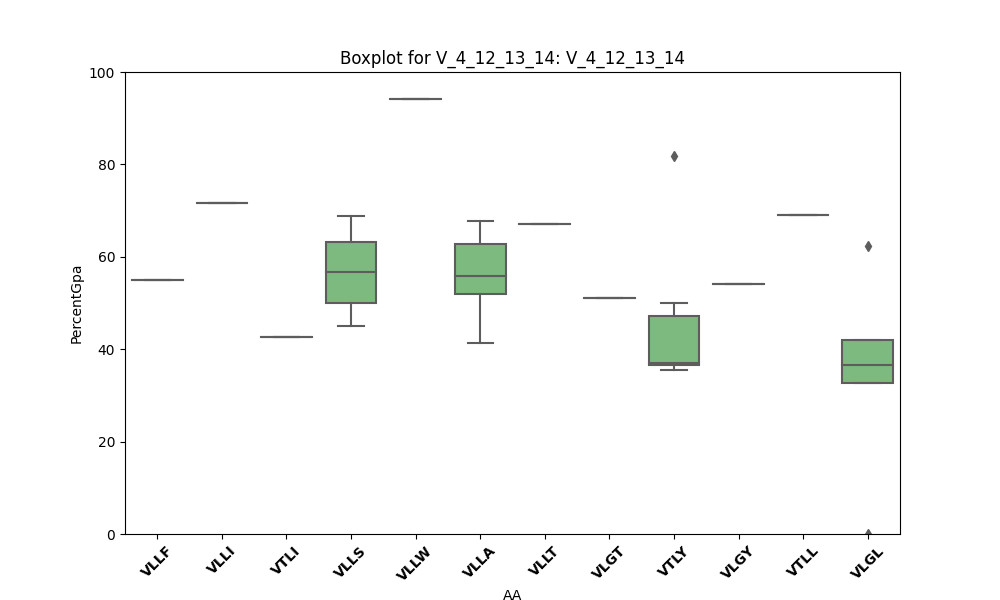 Boxplot for V_4_12_13_14: V_4_12_13_14
100
80
60
40
20
0
PercentGpa
VLLF
VLLI
VTLI
VLLS
VLLW
VLLA
VLLT
VLGT
VTLY
VLGY
VTLL
VLGL
AA